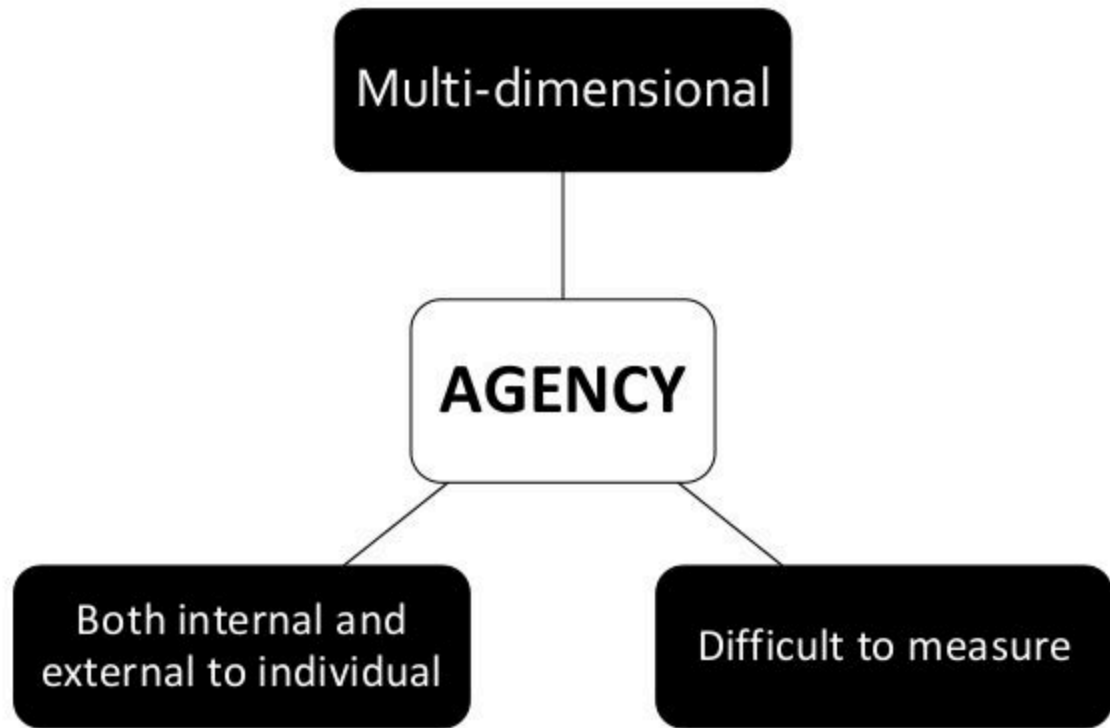 Multi-dimensional
AGENCY
Both internal and
external to individual
Difficult to measure